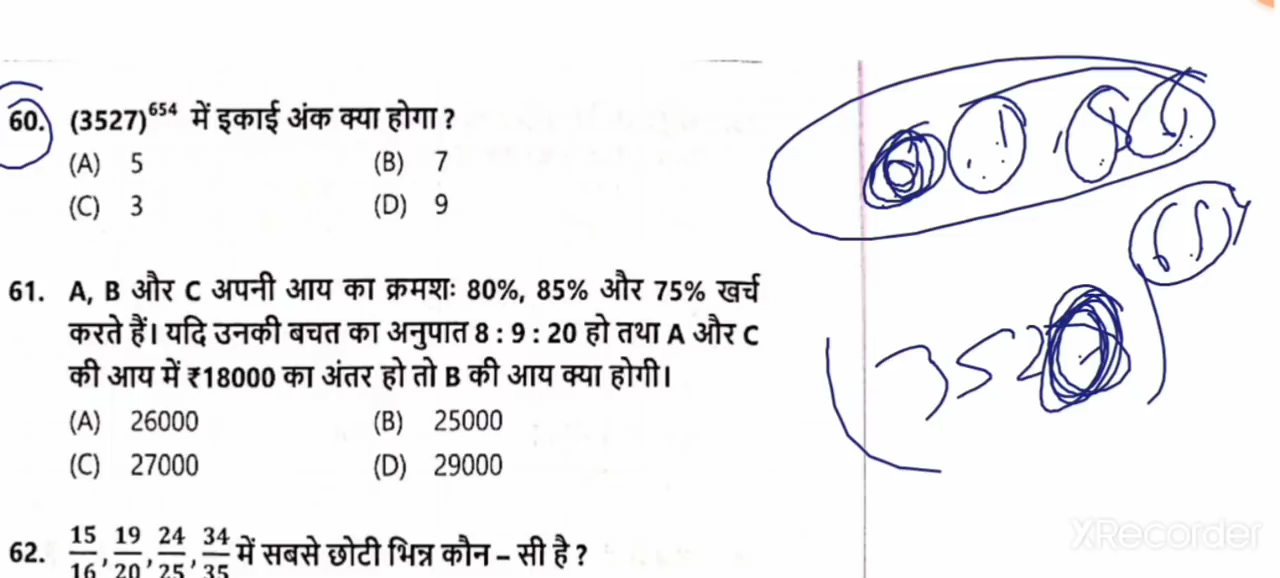 60. (3527)⁶⁵⁴ में इकाई अंक क्या होगा ?
(A) 5 (B) 7
(C) 3 (D) 9
61. A, B और C अपनी आय का क्रमशः 80%, 85% और 75% खर्च
करते हैं। यदि उनकी बचत का अनुपात 8 : 9 : 20 हो तथा A और C
की आय में ₹18000 का अंतर हो तो B की आय क्या होगी।
(A) 26000 (B) 25000
(C) 27000 (D) 29000
62. 15/16, 19/20, 24/25, 34/35 में सबसे छोटी भिन्न कौन – सी है ?
XRecorder